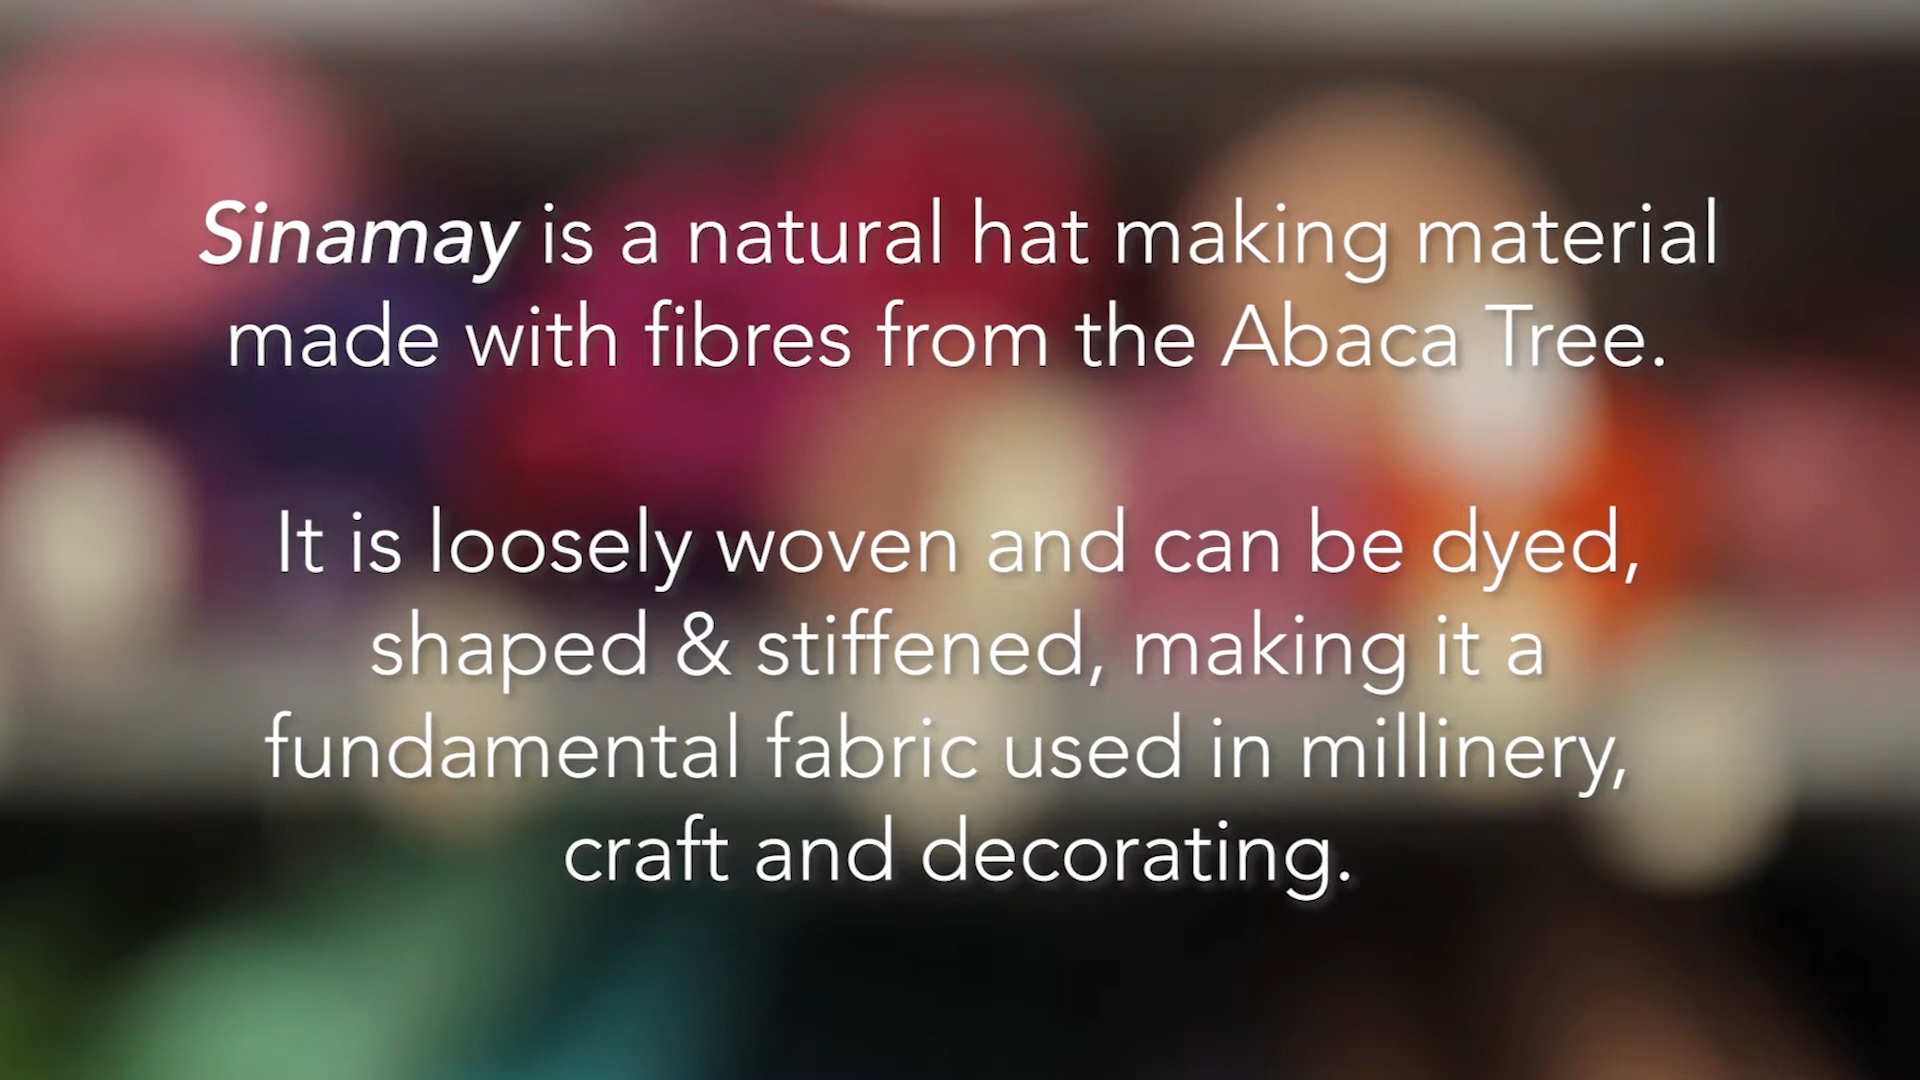 Sinamay is a natural hat making material
made with fibres from the Abaca Tree.
It is loosely woven and can be dyed,
shaped & stiffened, making it a
fundamental fabric used in millinery,
craft and decorating.